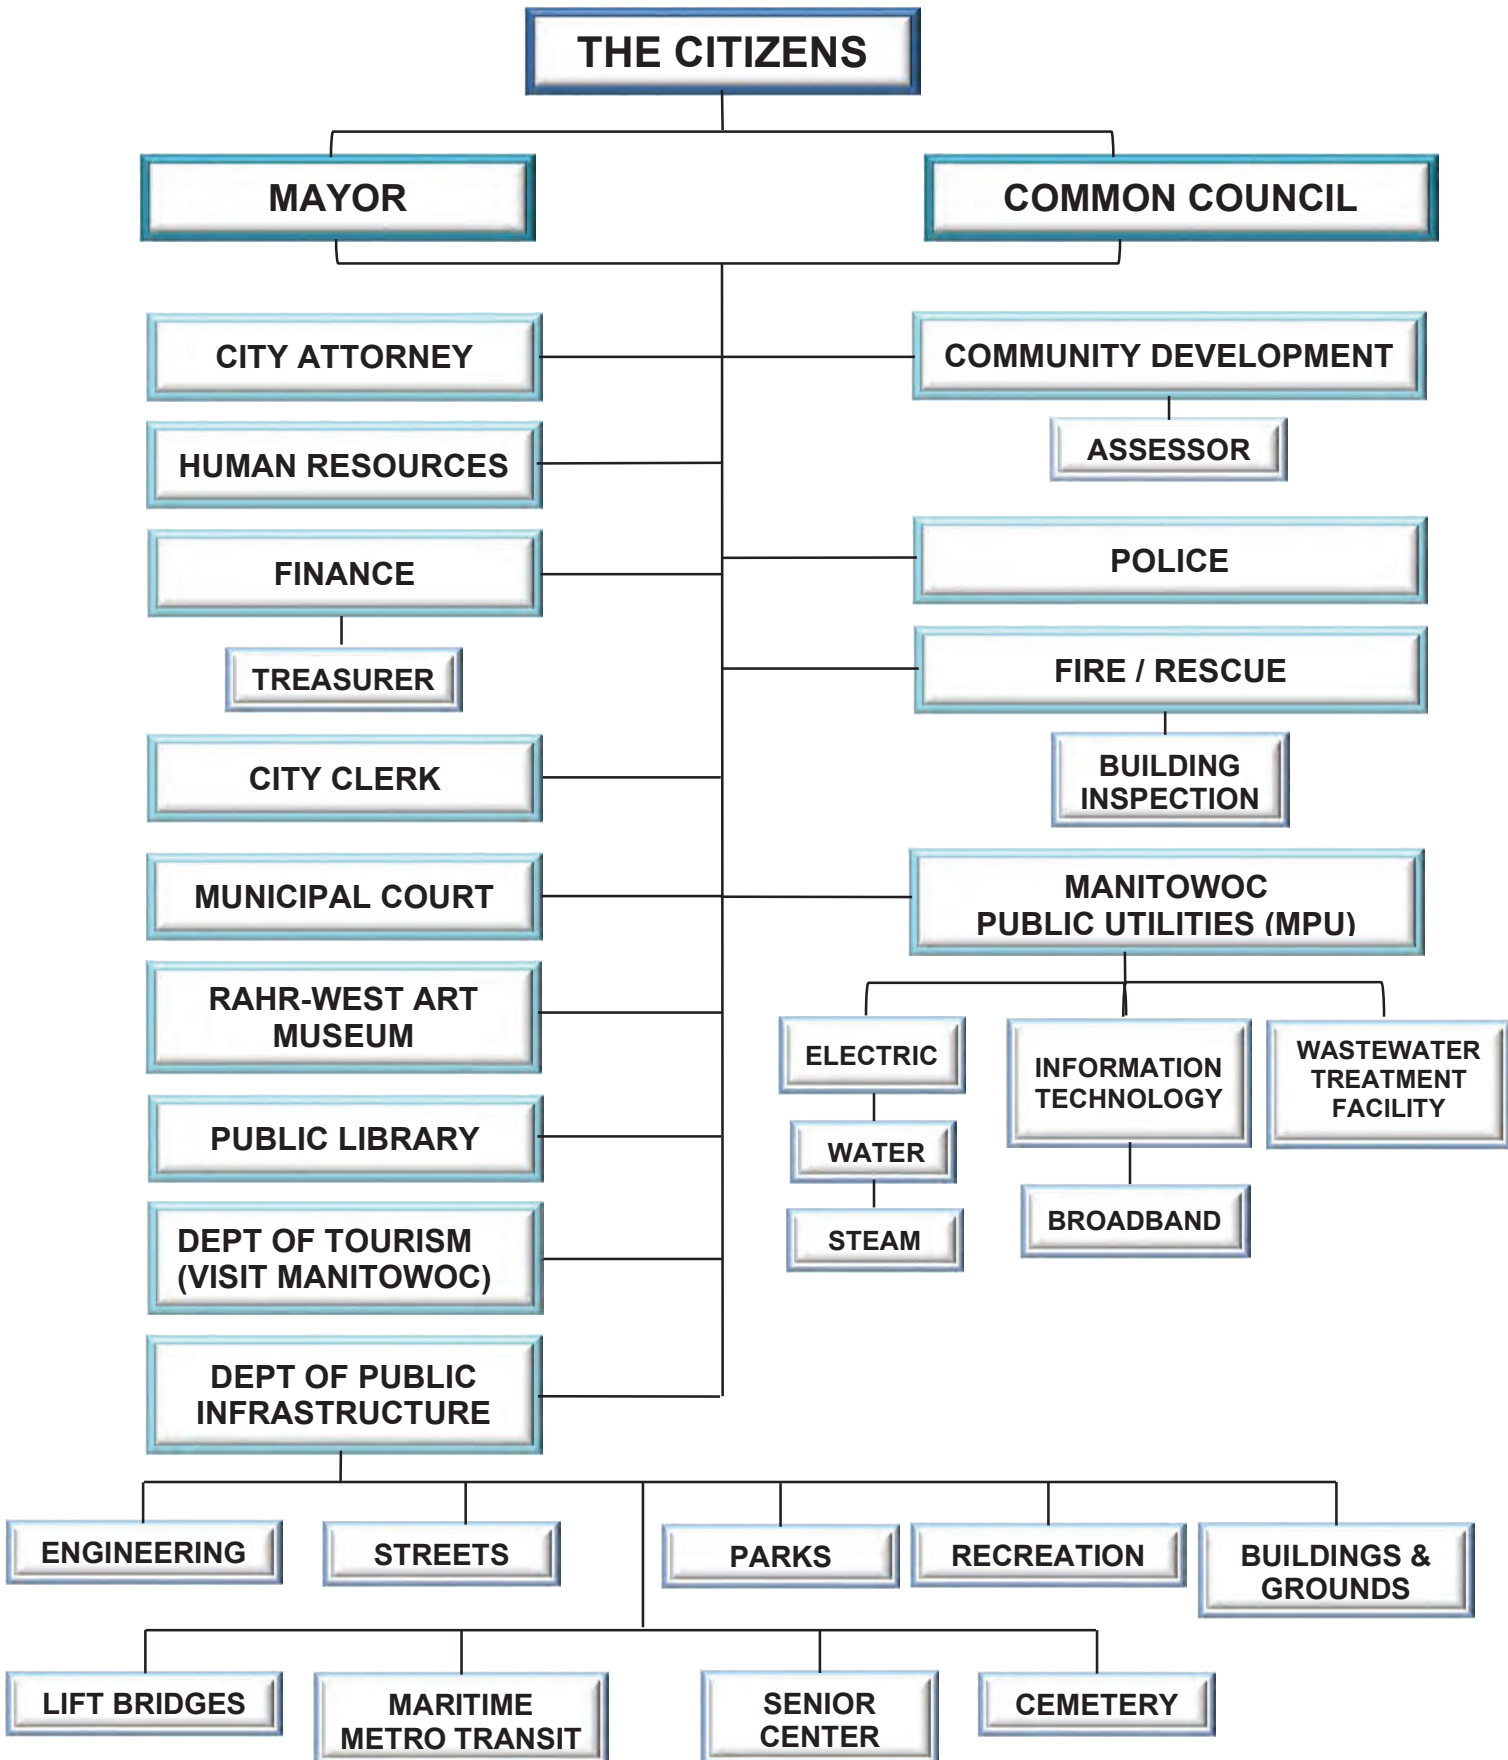 THE CITIZENS
MAYOR
COMMON COUNCIL
CITY ATTORNEY
COMMUNITY DEVELOPMENT
ASSESSOR
HUMAN RESOURCES
FINANCE
POLICE
TREASURER
FIRE / RESCUE
CITY CLERK
BUILDING
INSPECTION
MUNICIPAL COURT
MANITOWOC
PUBLIC UTILITIES (MPU)
RAHR-WEST ART
MUSEUM
ELECTRIC
INFORMATION
TECHNOLOGY
WASTEWATER
TREATMENT
FACILITY
PUBLIC LIBRARY
WATER
BROADBAND
STEAM
DEPT OF TOURISM
(VISIT MANITOWOC)
DEPT OF PUBLIC
INFRASTRUCTURE
ENGINEERING
STREETS
PARKS
RECREATION
BUILDINGS &
GROUNDS
LIFT BRIDGES
MARITIME
METRO TRANSIT
SENIOR
CENTER
CEMETERY